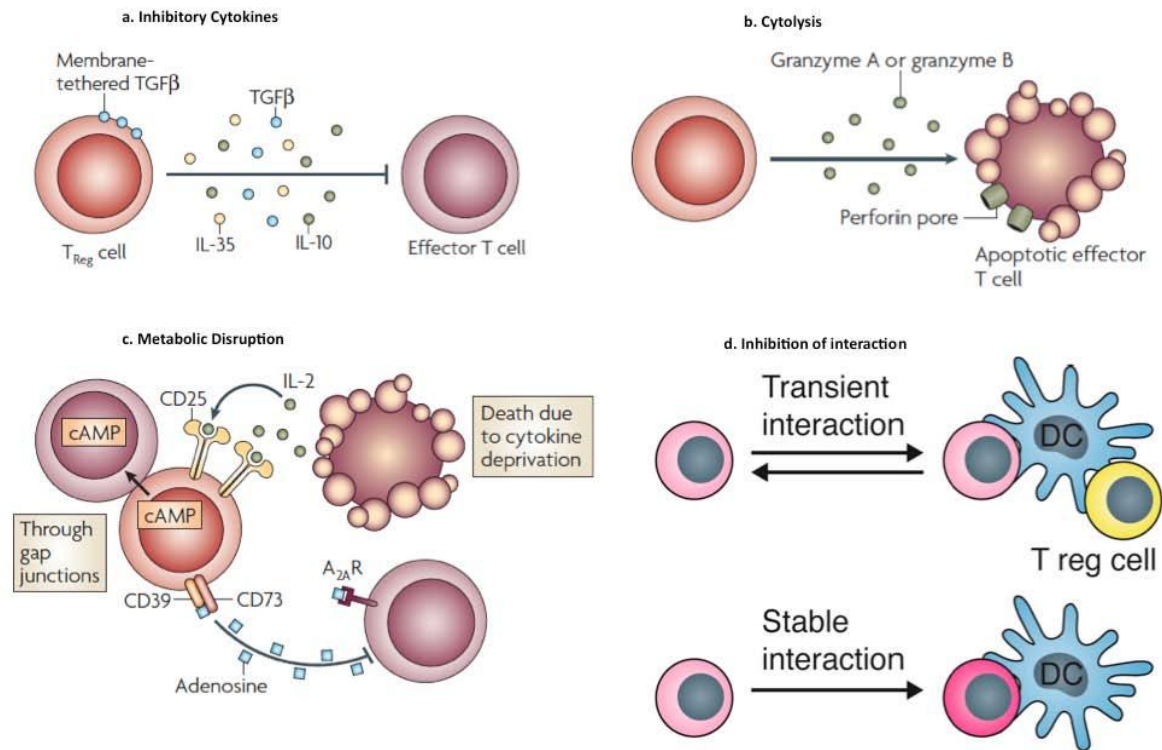 a. Inhibitory Cytokines
Membrane-
tethered TGFβ
TGFβ
IL-35
IL-10
T Reg cell
Effector T cell
b. Cytolysis
Granzyme A or granzyme B
Perforin pore
Apoptotic effector
T cell
c. Metabolic Disruption
IL-2
CD25
cAMP
Death due
to cytokine
deprivation
cAMP
Through
gap
junctions
A2AR
CD39
CD73
Adenosine
d. Inhibition of interaction
Transient
interaction
DC
T reg cell
Stable
interaction
DC